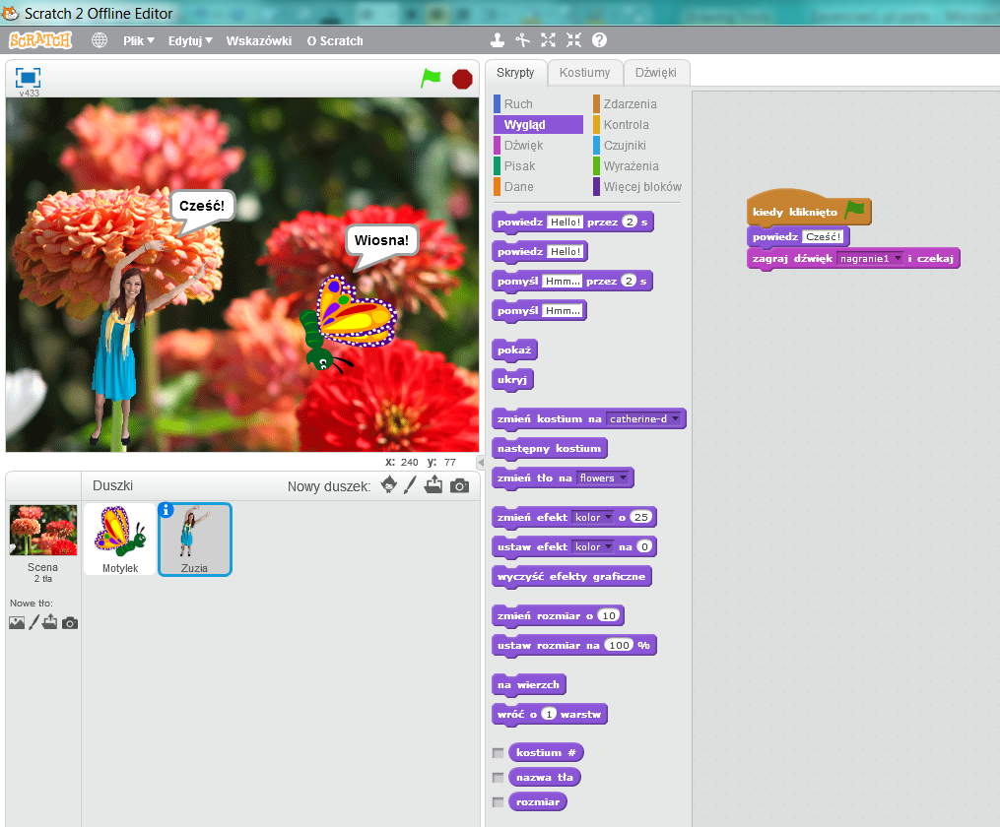 Scratch 2 Offline Editor
SCRATCH Plik Edytuj Wskazówki O Scratch ?
v433
Cześć!
Wiosna!
x: 240 y: 77
Duszki Nowy duszek:
Scena
2 tła
Nowe tło:
Motylek
i
Zuzia
Skrypty Kostiumy Dźwięki
Ruch Zdarzenia
Wygląd Kontrola
Dźwięk Czujniki
Pisak Wyrażenia
Dane Więcej bloków
powiedz Hello! przez 2 s
powiedz Hello!
pomyśl Hmm... przez 2 s
pomyśl Hmm...
pokaż
ukryj
zmień kostium na catherine-d
następny kostium
zmień tło na flowers
zmień efekt kolor o 25
ustaw efekt kolor na 0
wyczyść efekty graficzne
zmień rozmiar o 10
ustaw rozmiar na 100 %
na wierzch
wróć o 1 warstw
kostium #
nazwa tła
rozmiar
kiedy kliknięto
powiedz Cześć!
zagraj dźwięk nagranie1 i czekaj